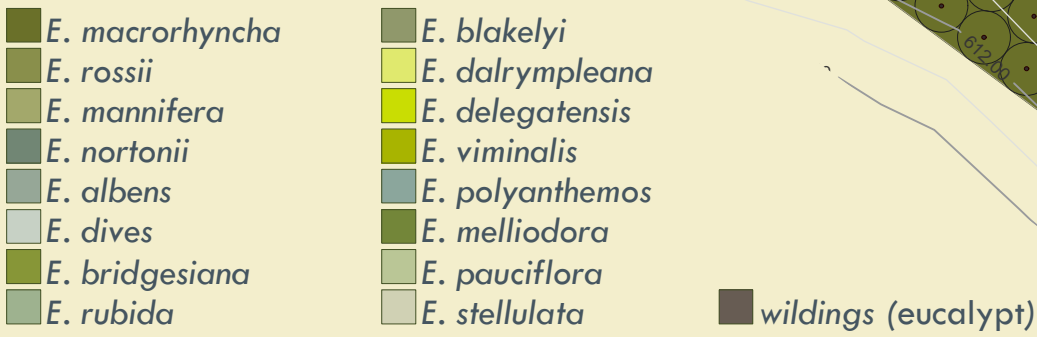 E. macrorhyncha
E. rossii
E. mannifera
E. nortonii
E. albens
E. dives
E. bridgesiana
E. rubida
E. blakelyi
E. dalrympleana
E. delegatensis
E. viminalis
E. polyanthemos
E. melliodora
E. pauciflora
E. stellulata
wildings (eucalypt)
612.00